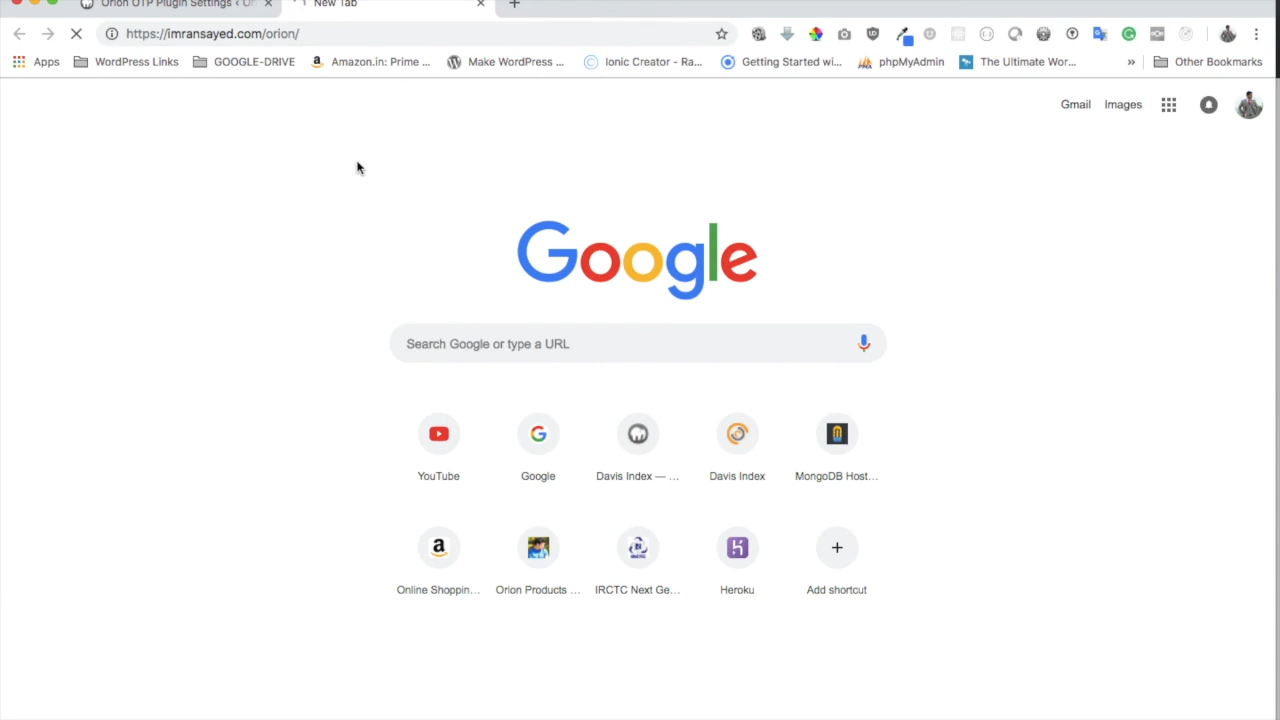 Orion OTP Plugin Settings ‹ Or
New Tab
https://imransayed.com/orion/
Apps
WordPress Links
GOOGLE-DRIVE
Amazon.in: Prime ...
Make WordPress ...
Ionic Creator - Ra...
Getting Started wi...
phpMyAdmin
The Ultimate Wor...
»
Other Bookmarks
Gmail
Images
Google
Search Google or type a URL
YouTube
Google
Davis Index — ...
Davis Index
MongoDB Host...
Online Shoppin...
Orion Products ...
IRCTC Next Ge...
Heroku
Add shortcut